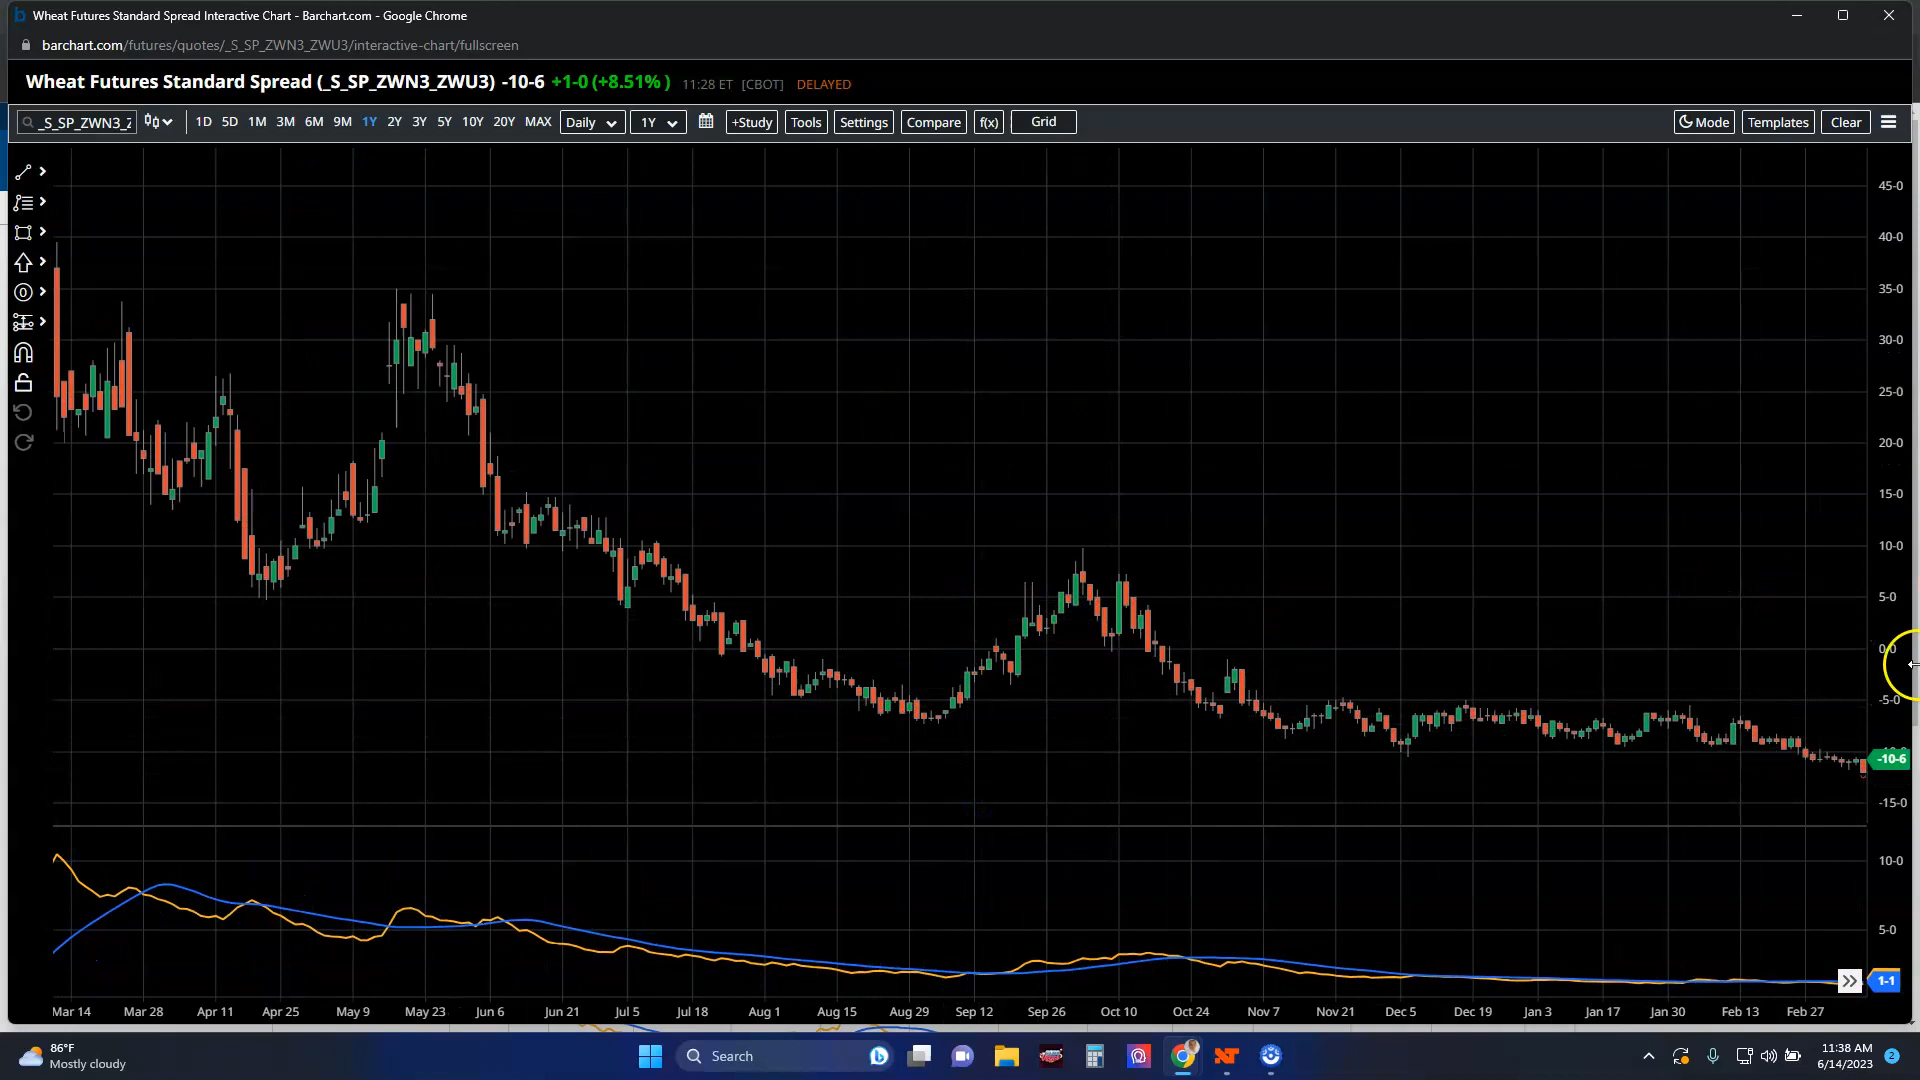 Wheat Futures Standard Spread Interactive Chart - Barchart.com - Google Chrome
barchart.com/futures/quotes/_S_SP_ZWN3_ZWU3/interactive-chart/fullscreen
Wheat Futures Standard Spread (_S_SP_ZWN3_ZWU3) -10-6 +1-0 (+8.51% ) 11:28 ET [CBOT] DELAYED
_S_SP_ZWN3_Z 1D 5D 1M 3M 6M 9M 1Y 2Y 3Y 5Y 10Y 20Y MAX Daily 1Y +Study Tools Settings Compare f(x) Grid Mode Templates Clear
45-0
40-0
35-0
30-0
25-0
20-0
15-0
10-0
5-0
0-0
-5-0
-10-6
-15-0
10-0
5-0
1-1
Mar 14 Mar 28 Apr 11 Apr 25 May 9 May 23 Jun 6 Jun 21 Jul 5 Jul 18 Aug 1 Aug 15 Aug 29 Sep 12 Sep 26 Oct 10 Oct 24 Nov 7 Nov 21 Dec 5 Dec 19 Jan 3 Jan 17 Jan 30 Feb 13 Feb 27
86°F
Mostly cloudy
Search
11:38 AM
6/14/2023
2